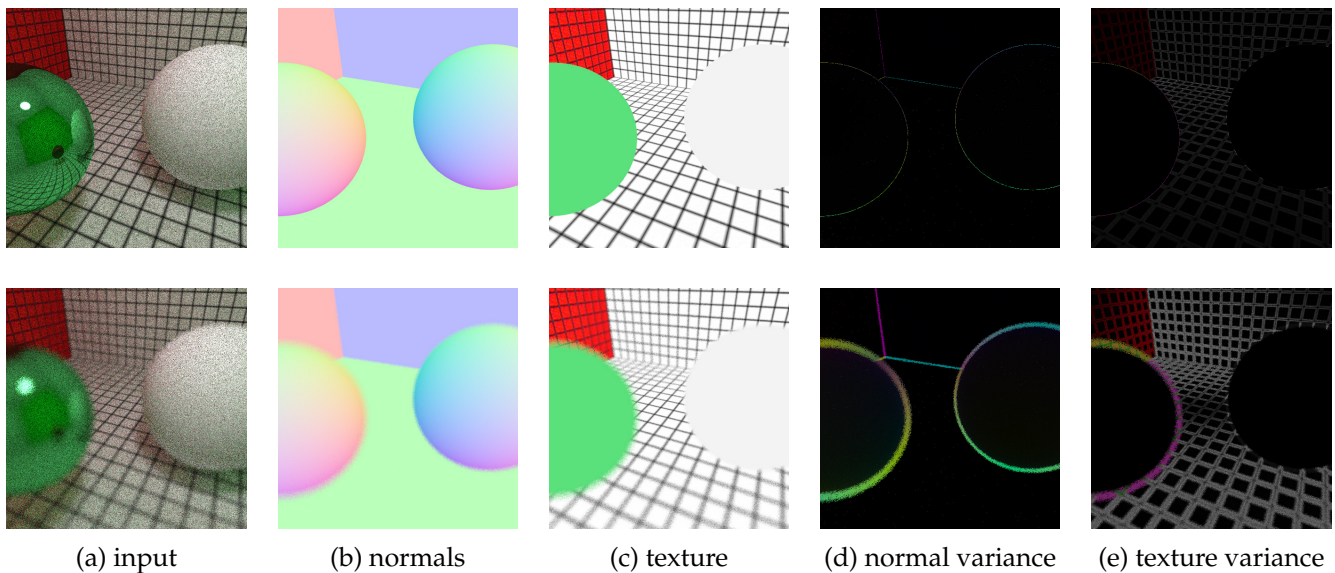 (a) input
(b) normals
(c) texture
(d) normal variance
(e) texture variance